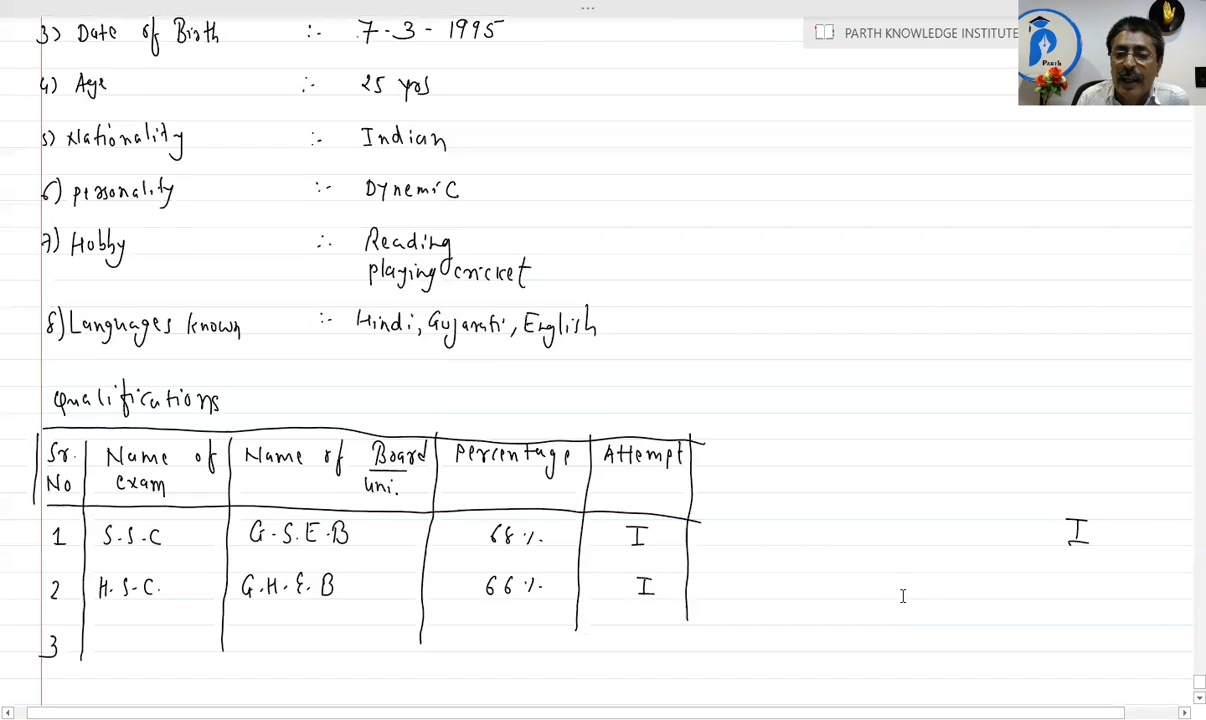 PARTH KNOWLEDGE INSTITUTE
Parth
3) Date of Birth :- 7-3-1995
4) Age :- 25 yrs
5) Nationality :- Indian
6) personality :- Dynemic
7) Hobby :- Reading
playing cricket
8) Languages known :- Hindi, Gujarati, English
Qualifications
Sr. No Name of exam Name of Board uni. Percentage Attempt
1 S.S.C G.S.E.B 68 %. I I
2 H.S.C. G.H.E.B 66 %. I
3